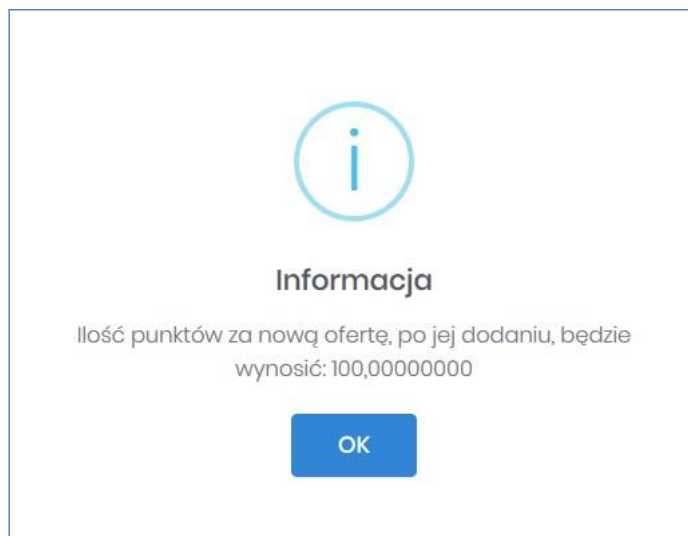 Informacja
Ilość punktów za nową ofertę, po jej dodaniu, będzie
wynosić: 100,00000000
OK